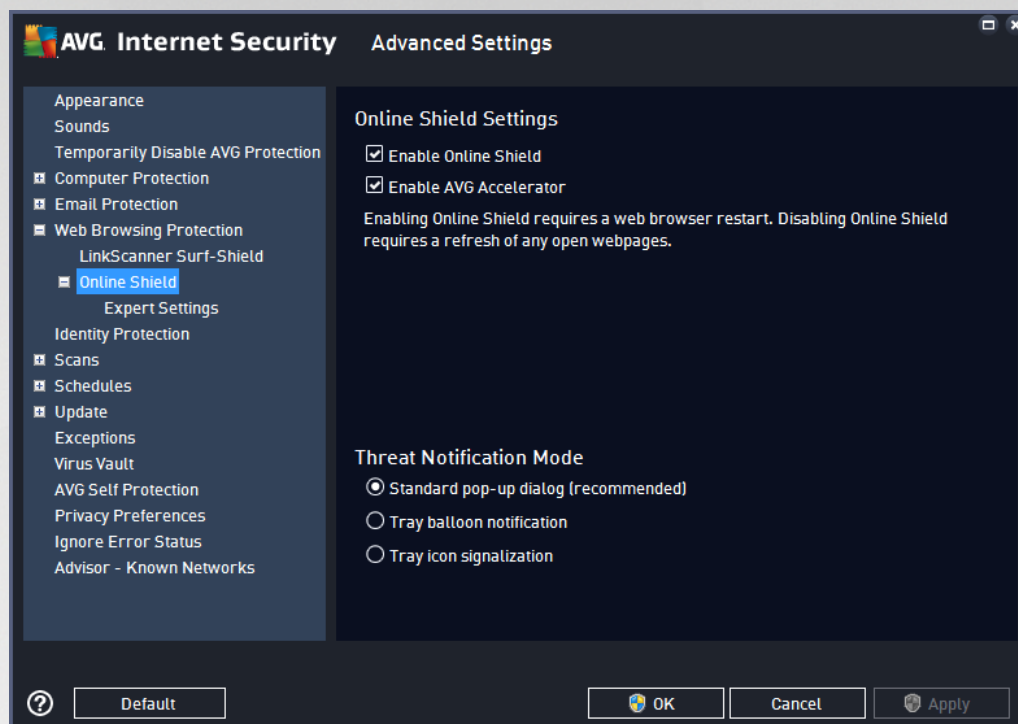 AVG. Internet Security Advanced Settings
Appearance
Sounds
Temporarily Disable AVG Protection
Computer Protection
Email Protection
Web Browsing Protection
LinkScanner Surf-Shield
Online Shield
Expert Settings
Identity Protection
Scans
Schedules
Update
Exceptions
Virus Vault
AVG Self Protection
Privacy Preferences
Ignore Error Status
Advisor - Known Networks
Online Shield Settings
Enable Online Shield
Enable AVG Accelerator
Enabling Online Shield requires a web browser restart. Disabling Online Shield
requires a refresh of any open webpages.
Threat Notification Mode
Standard pop-up dialog (recommended)
Tray balloon notification
Tray icon signalization
? Default OK Cancel Apply